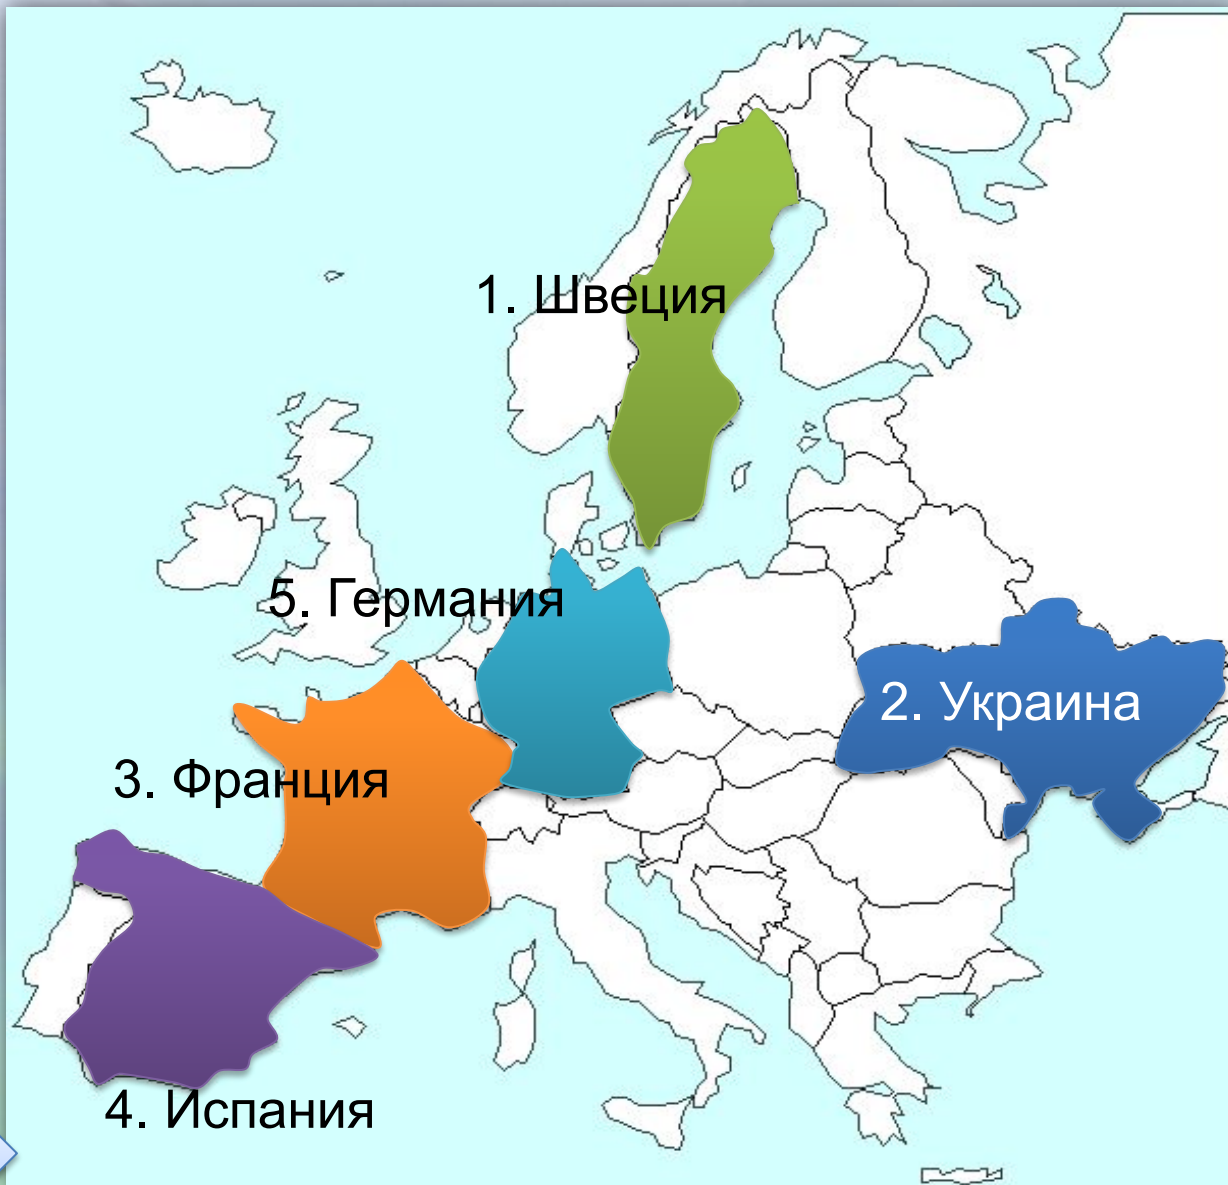 1. Швеция
5. Германия
2. Украина
3. Франция
4. Испания